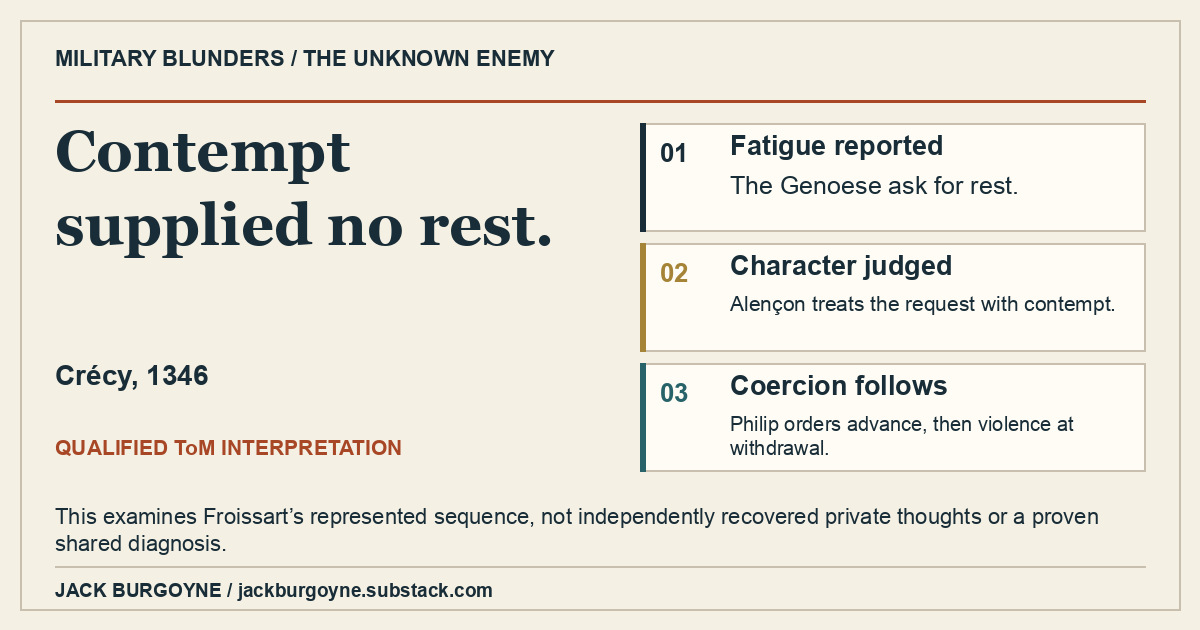 MILITARY BLUNDERS / THE UNKNOWN ENEMY
Contempt
supplied no rest.
Crécy, 1346
QUALIFIED ToM INTERPRETATION
01
Fatigue reported
The Genoese ask for rest.
02
Character judged
Alençon treats the request with contempt.
03
Coercion follows
Philip orders advance, then violence at
withdrawal.
This examines Froissart’s represented sequence, not independently recovered private thoughts or a proven
shared diagnosis.
JACK BURGOYNE / jackburgoyne.substack.com